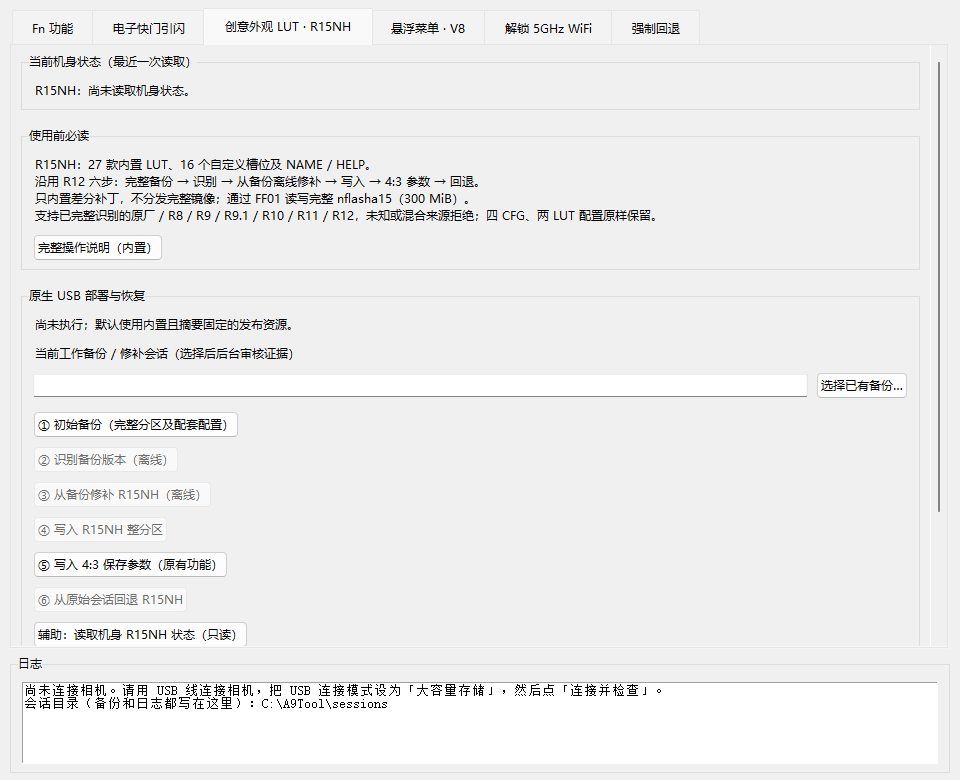 Fn 功能
电子快门引闪
创意外观 LUT · R15NH
悬浮菜单 · V8
解锁 5GHz WiFi
强制回退
当前机身状态（最近一次读取）
R15NH：尚未读取机身状态。
使用前必读
R15NH：27 款内置 LUT、16 个自定义槽位及 NAME / HELP。
沿用 R12 六步：完整备份 → 识别 → 从备份离线修补 → 写入 → 4:3 参数 → 回退。
只内置差分补丁，不分发完整镜像；通过 FF01 读写完整 nflasha15（300 MiB）。
支持已完整识别的原厂 / R8 / R9 / R9.1 / R10 / R11 / R12，未知或混合来源拒绝；四 CFG、两 LUT 配置原样保留。
完整操作说明（内置）
原生 USB 部署与恢复
尚未执行；默认使用内置且摘要固定的发布资源。
当前工作备份 / 修补会话（选择后后台审核证据）
选择已有备份...
① 初始备份（完整分区及配套配置）
② 识别备份版本（离线）
③ 从备份修补 R15NH（离线）
④ 写入 R15NH 整分区
⑤ 写入 4:3 保存参数（原有功能）
⑥ 从原始会话回退 R15NH
辅助：读取机身 R15NH 状态（只读）
日志
尚未连接相机。请用 USB 线连接相机，把 USB 连接模式设为「大容量存储」，然后点「连接并检查」。
会话目录（备份和日志都写在这里）：C:\A9Tool\sessions